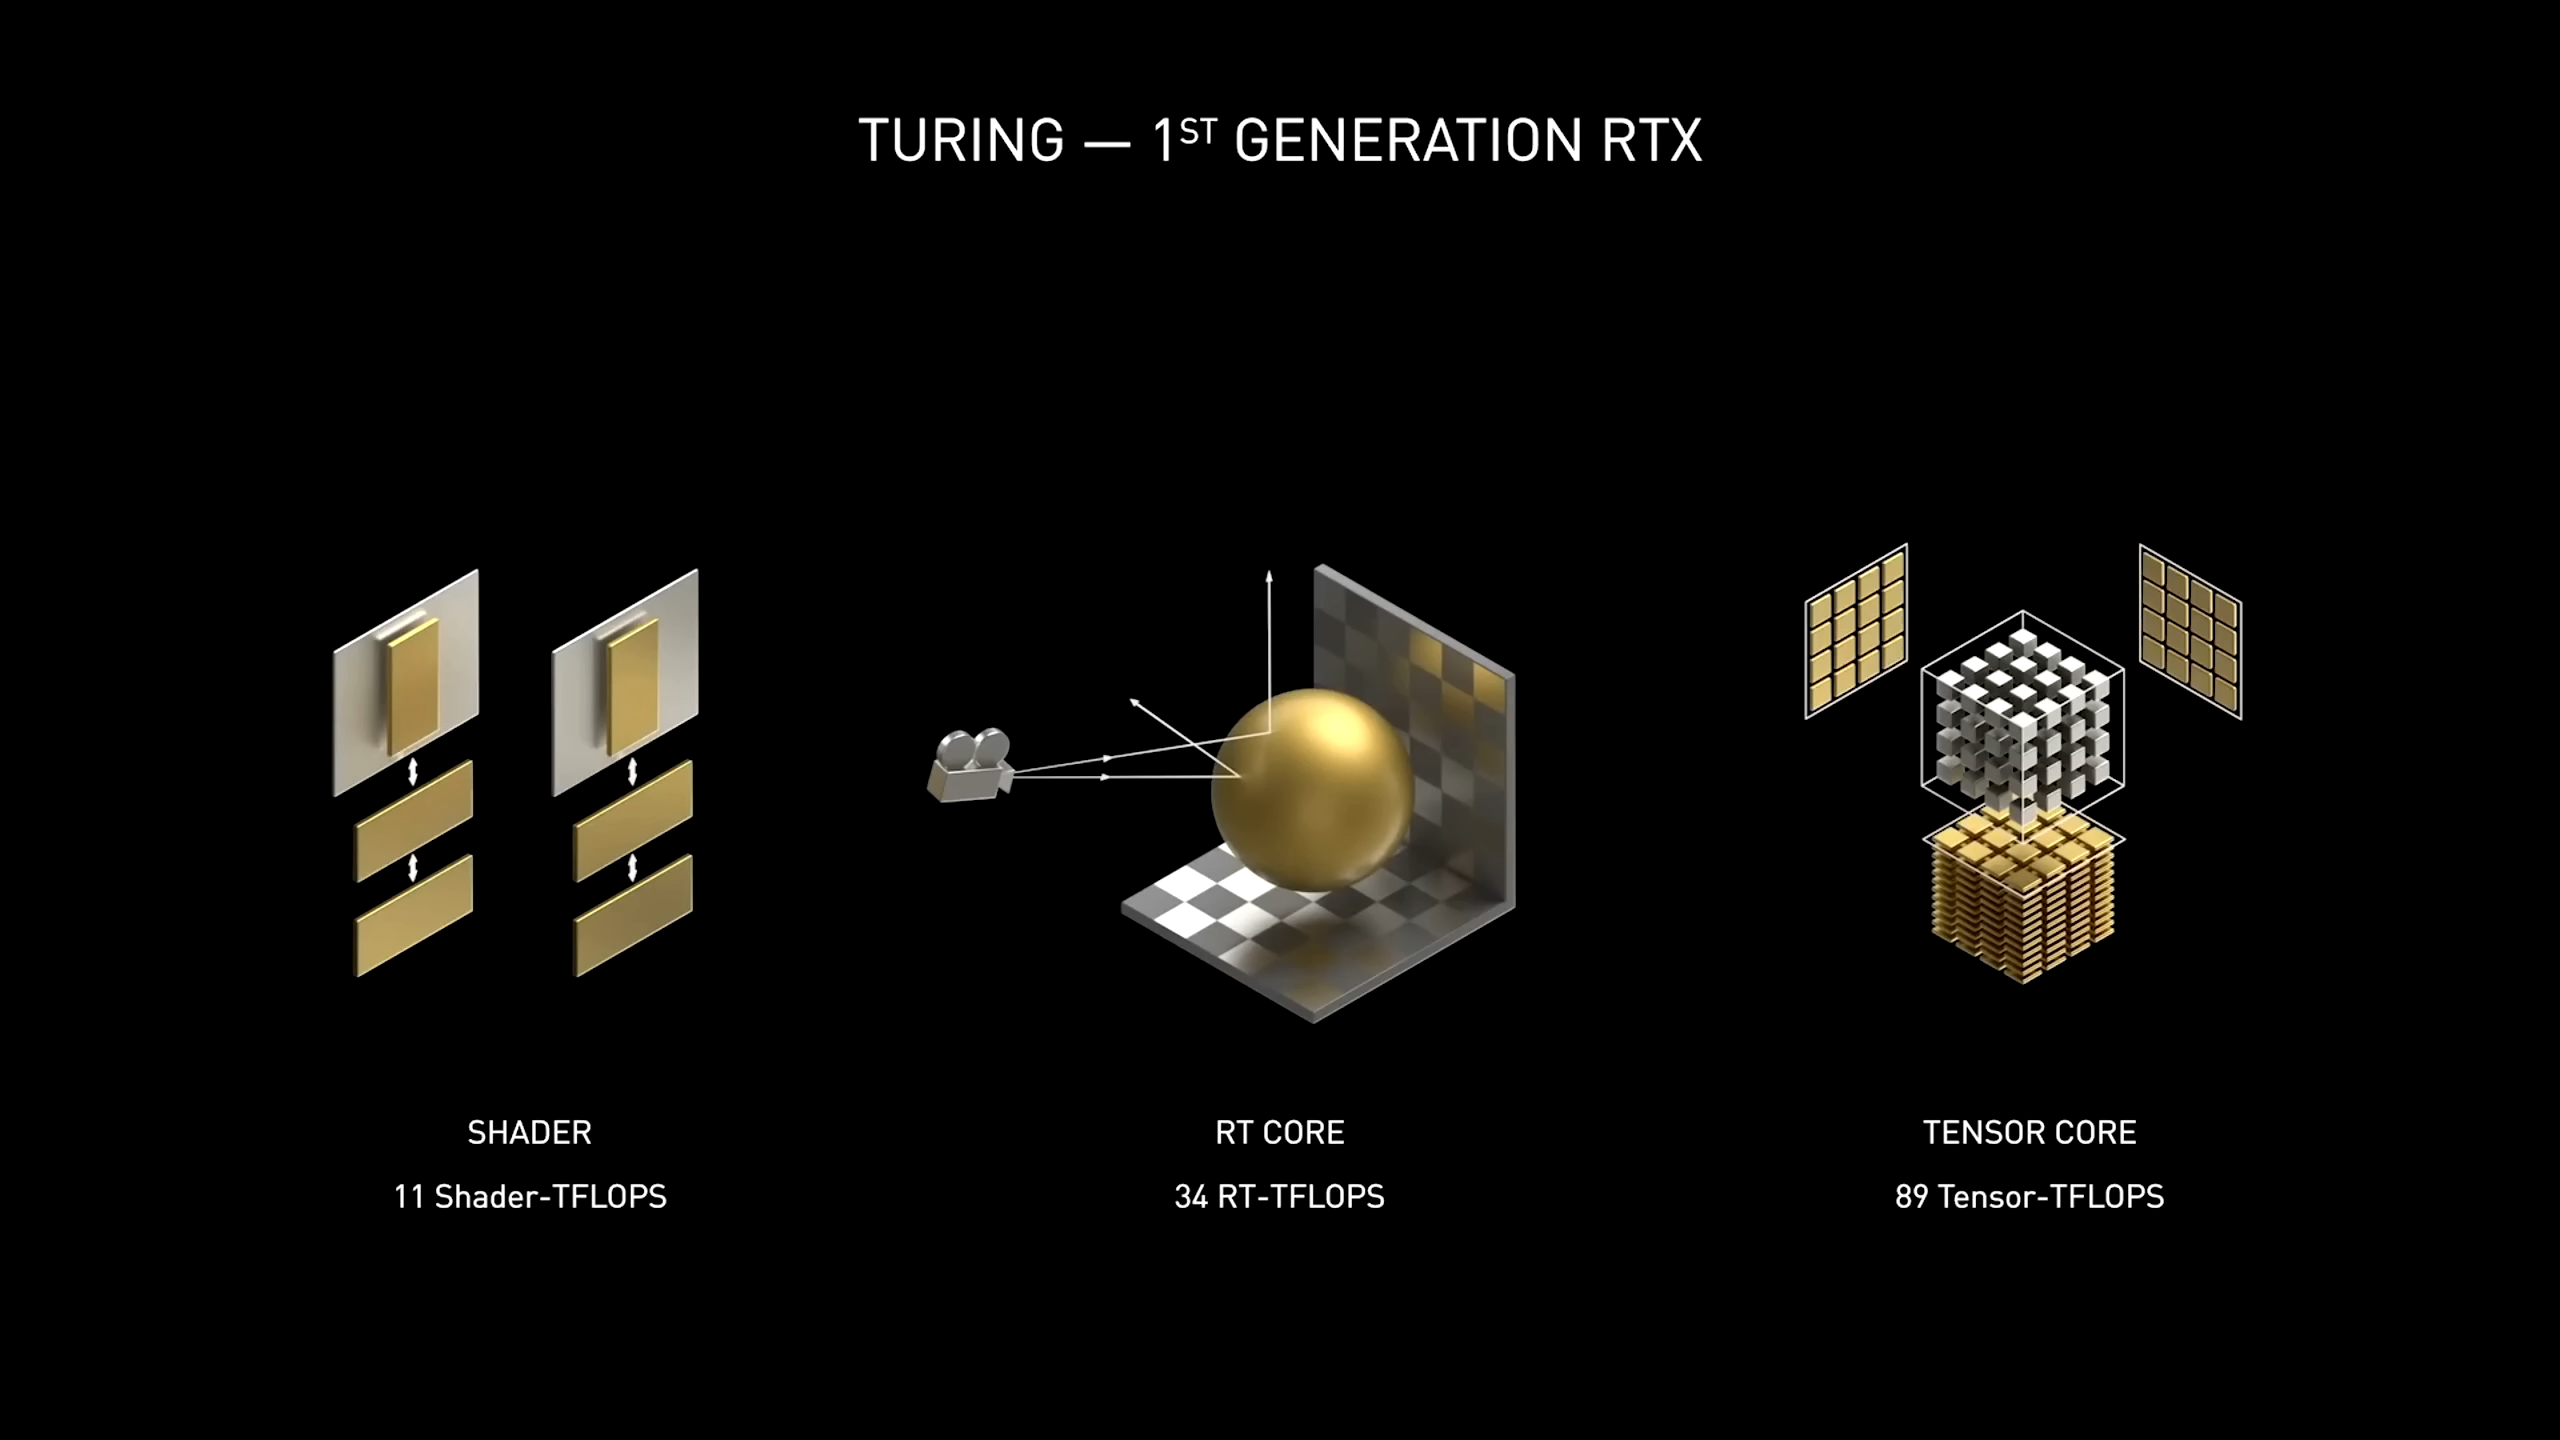 TURING — 1ST GENERATION RTX
SHADER
11 Shader-TFLOPS
RT CORE
34 RT-TFLOPS
TENSOR CORE
89 Tensor-TFLOPS